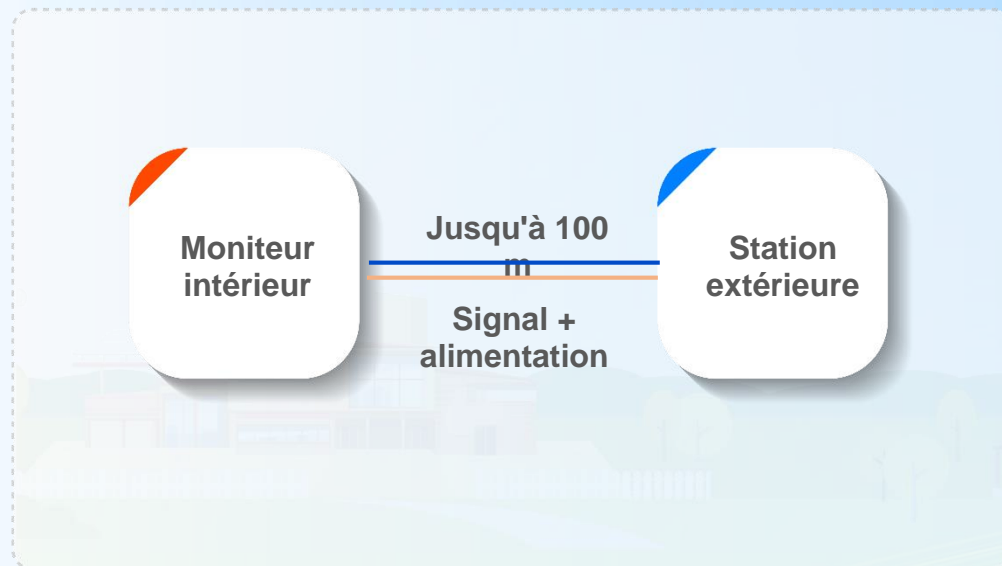 Moniteur
intérieur
Jusqu'à 100
m
Signal +
alimentation
Station
extérieure